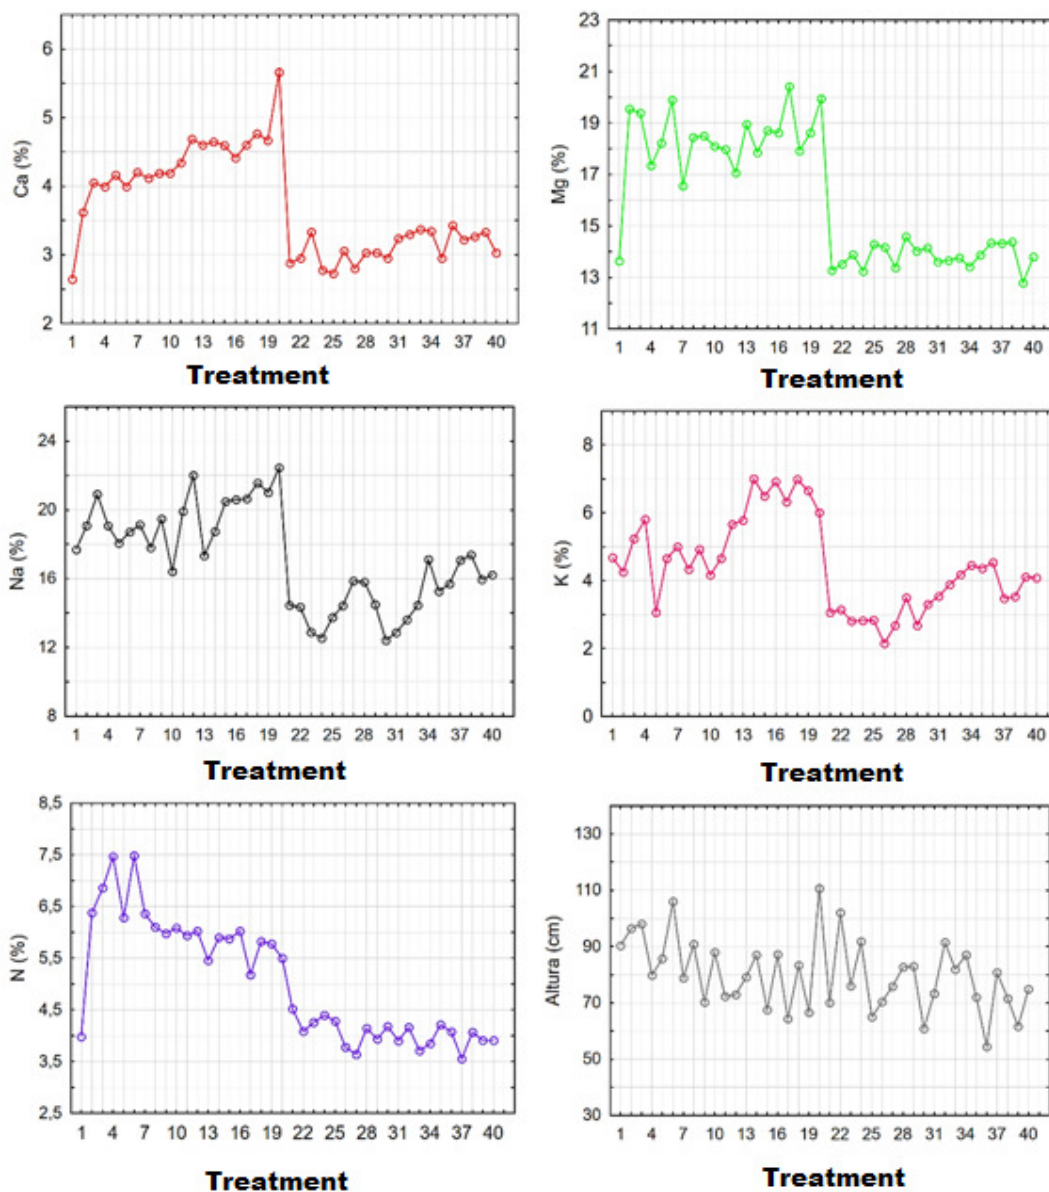 Ca (%)
6
5
4
3
2
1 4 7 10 13 16 19 22 25 28 31 34 37 40
Treatment
Mg (%)
23
21
19
17
15
13
11
1 4 7 10 13 16 19 22 25 28 31 34 37 40
Treatment
Na (%)
24
20
16
12
8
1 4 7 10 13 16 19 22 25 28 31 34 37 40
Treatment
K (%)
8
6
4
2
0
1 4 7 10 13 16 19 22 25 28 31 34 37 40
Treatment
N (%)
8,5
7,5
6,5
5,5
4,5
3,5
2,5
1 4 7 10 13 16 19 22 25 28 31 34 37 40
Treatment
Altura (cm)
130
110
90
70
50
30
1 4 7 10 13 16 19 22 25 28 31 34 37 40
Treatment